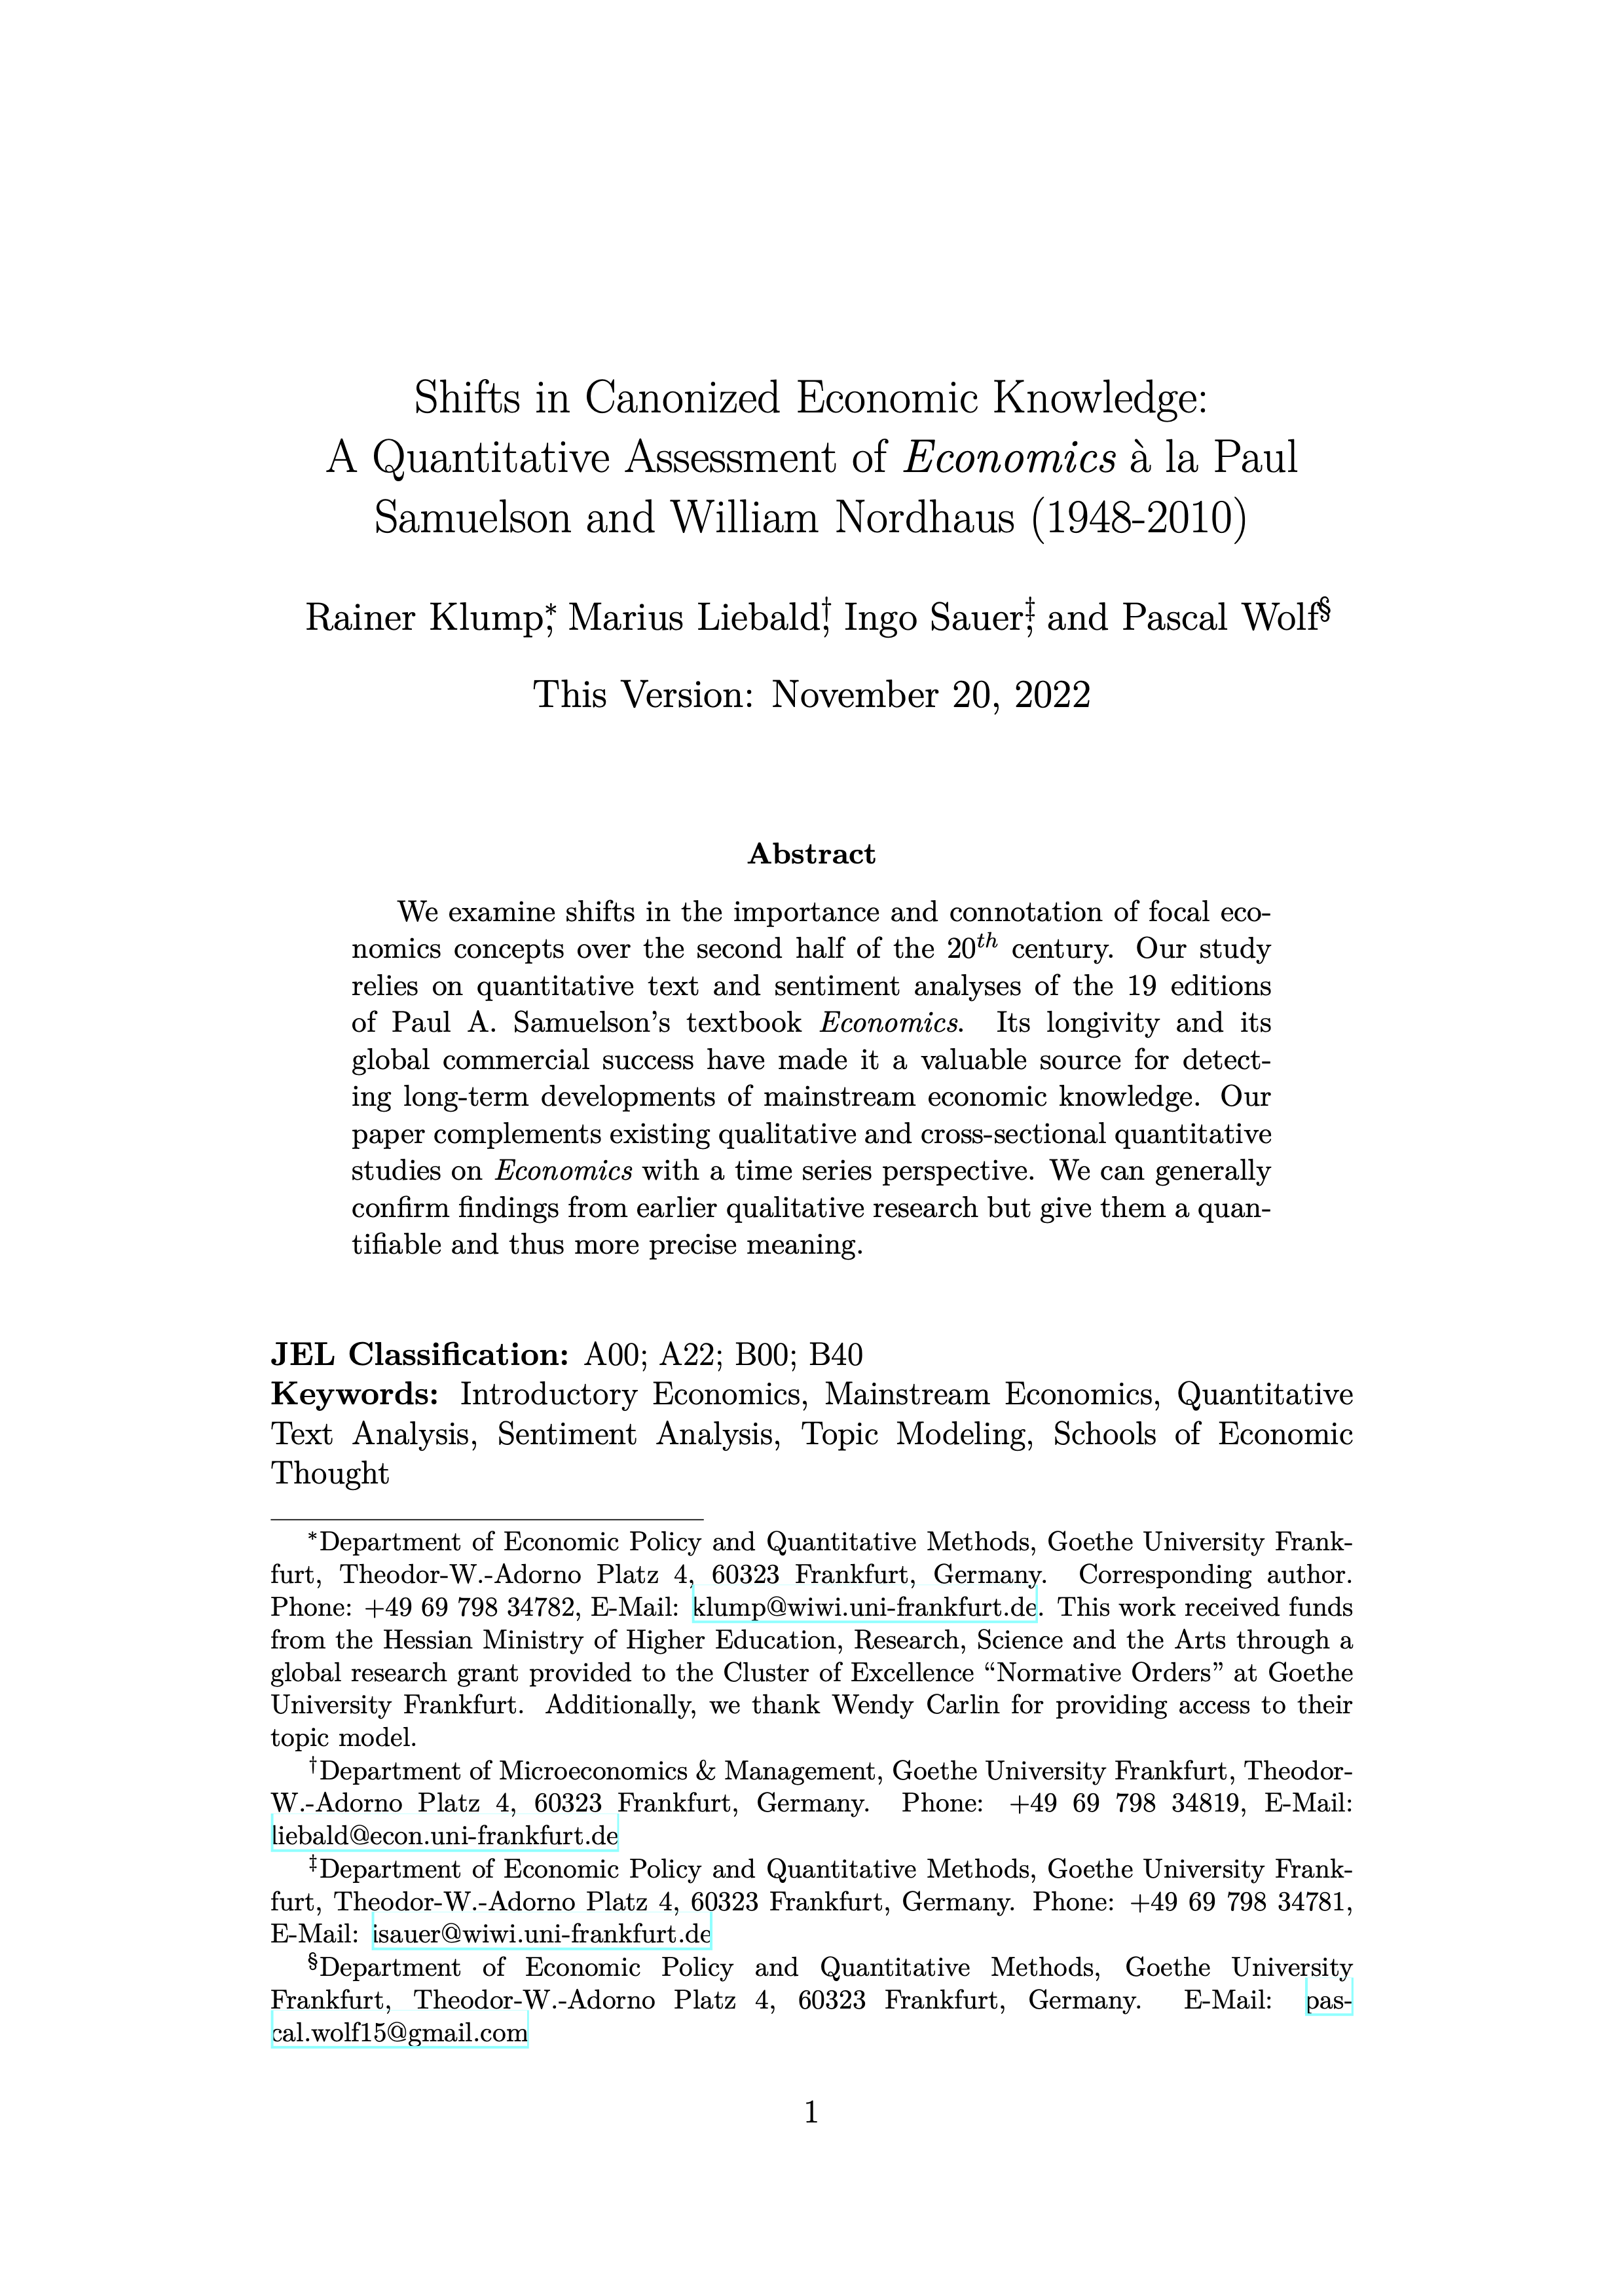 Shifts in Canonized Economic Knowledge:
A Quantitative Assessment of Economics à la Paul
Samuelson and William Nordhaus (1948-2010)
Rainer Klump*, Marius Liebald†, Ingo Sauer‡, and Pascal Wolf§
This Version: November 20, 2022
Abstract
We examine shifts in the importance and connotation of focal eco-
nomics concepts over the second half of the 20th century. Our study
relies on quantitative text and sentiment analyses of the 19 editions
of Paul A. Samuelson's textbook Economics. Its longivity and its
global commercial success have made it a valuable source for detect-
ing long-term developments of mainstream economic knowledge. Our
paper complements existing qualitative and cross-sectional quantitative
studies on Economics with a time series perspective. We can generally
confirm findings from earlier qualitative research but give them a quan-
tifiable and thus more precise meaning.
JEL Classification: A00; A22; B00; B40
Keywords: Introductory Economics, Mainstream Economics, Quantitative
Text Analysis, Sentiment Analysis, Topic Modeling, Schools of Economic
Thought
*Department of Economic Policy and Quantitative Methods, Goethe University Frank-
furt, Theodor-W.-Adorno Platz 4, 60323 Frankfurt, Germany. Corresponding author.
Phone: +49 69 798 34782, E-Mail: klump@wiwi.uni-frankfurt.de. This work received funds
from the Hessian Ministry of Higher Education, Research, Science and the Arts through a
global research grant provided to the Cluster of Excellence “Normative Orders” at Goethe
University Frankfurt. Additionally, we thank Wendy Carlin for providing access to their
topic model.
†Department of Microeconomics & Management, Goethe University Frankfurt, Theodor-
W.-Adorno Platz 4, 60323 Frankfurt, Germany. Phone: +49 69 798 34819, E-Mail:
liebald@econ.uni-frankfurt.de
‡Department of Economic Policy and Quantitative Methods, Goethe University Frank-
furt, Theodor-W.-Adorno Platz 4, 60323 Frankfurt, Germany. Phone: +49 69 798 34781,
E-Mail: isauer@wiwi.uni-frankfurt.de
§Department of Economic Policy and Quantitative Methods, Goethe University
Frankfurt, Theodor-W.-Adorno Platz 4, 60323 Frankfurt, Germany. E-Mail: pas-
cal.wolf15@gmail.com
1